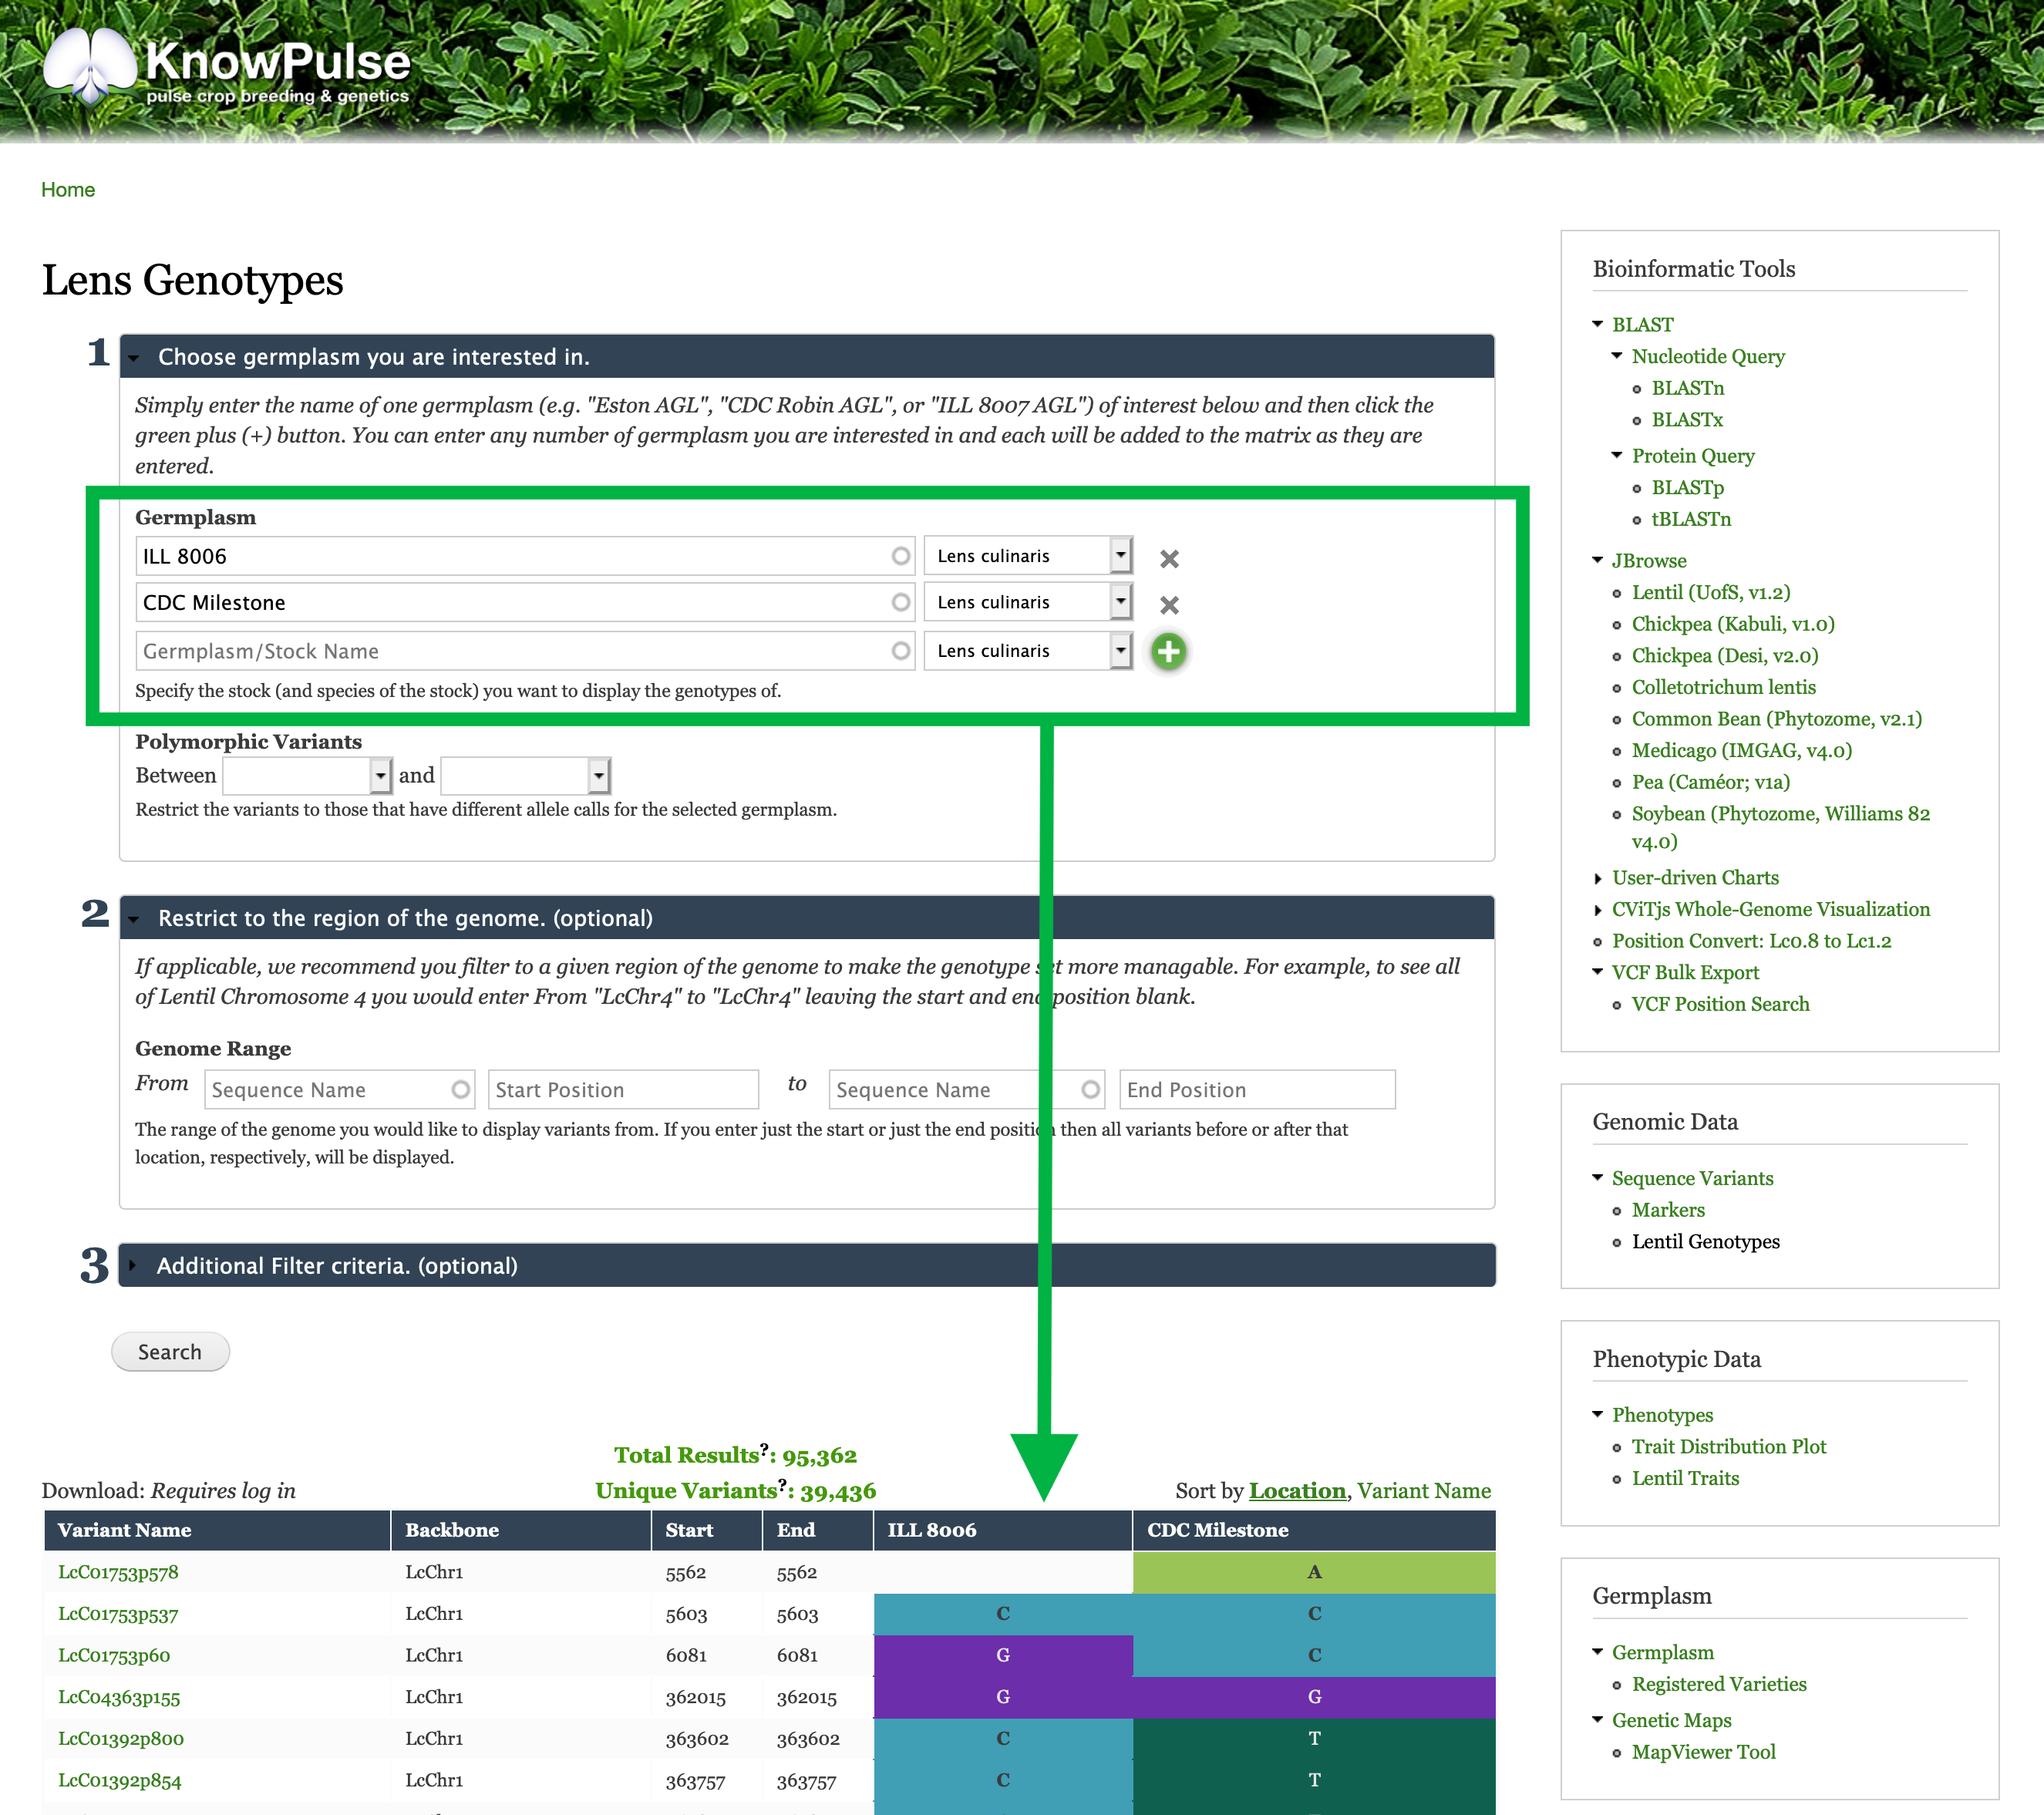 KnowPulse
pulse crop breeding & genetics
Home
Lens Genotypes
1 Choose germplasm you are interested in.
Simply enter the name of one germplasm (e.g. "Eston AGL", "CDC Robin AGL", or "ILL 8007 AGL") of interest below and then click the
green plus (+) button. You can enter any number of germplasm you are interested in and each will be added to the matrix as they are
entered.
Germplasm
ILL 8006 Lens culinaris
CDC Milestone Lens culinaris
Germplasm/Stock Name Lens culinaris
Specify the stock (and species of the stock) you want to display the genotypes of.
Polymorphic Variants
Between and
Restrict the variants to those that have different allele calls for the selected germplasm.
2 Restrict to the region of the genome. (optional)
If applicable, we recommend you filter to a given region of the genome to make the genotype set more managable. For example, to see all
of Lentil Chromosome 4 you would enter From "LcChr4" to "LcChr4" leaving the start and end position blank.
Genome Range
From Sequence Name Start Position to Sequence Name End Position
The range of the genome you would like to display variants from. If you enter just the start or just the end position then all variants before or after that
location, respectively, will be displayed.
3 Additional Filter criteria. (optional)
Search
Total Results?: 95,362
Download: Requires log in Unique Variants?: 39,436 Sort by Location, Variant Name
Variant Name Backbone Start End ILL 8006 CDC Milestone
LcC01753p578 LcChr1 5562 5562 A
LcC01753p537 LcChr1 5603 5603 C C
LcC01753p60 LcChr1 6081 6081 G C
LcC04363p155 LcChr1 362015 362015 G G
LcC01392p800 LcChr1 363602 363602 C T
LcC01392p854 LcChr1 363757 363757 C T
Bioinformatic Tools
BLAST
Nucleotide Query
BLASTn
BLASTx
Protein Query
BLASTp
tBLASTn
JBrowse
Lentil (UofS, v1.2)
Chickpea (Kabuli, v1.0)
Chickpea (Desi, v2.0)
Colletotrichum lentis
Common Bean (Phytozome, v2.1)
Medicago (IMGAG, v4.0)
Pea (Caméor; v1a)
Soybean (Phytozome, Williams 82
v4.0)
User-driven Charts
CViTjs Whole-Genome Visualization
Position Convert: Lc0.8 to Lc1.2
VCF Bulk Export
VCF Position Search
Genomic Data
Sequence Variants
Markers
Lentil Genotypes
Phenotypic Data
Phenotypes
Trait Distribution Plot
Lentil Traits
Germplasm
Germplasm
Registered Varieties
Genetic Maps
MapViewer Tool